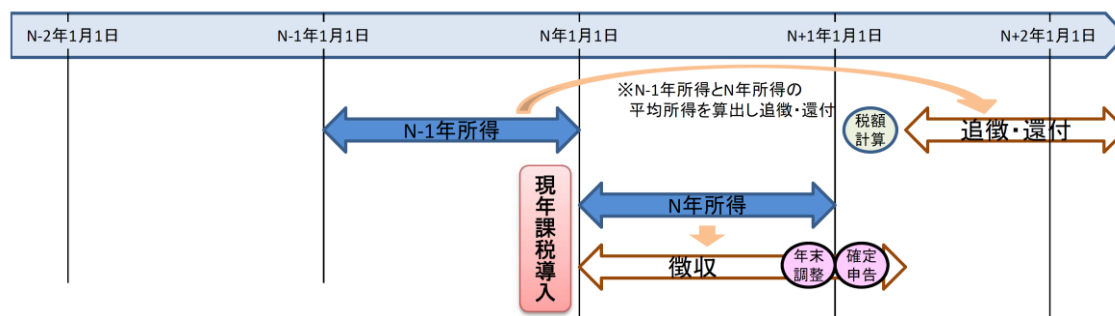 N-2年1月1日
N-1年1月1日
N年1月1日
N+1年1月1日
N+2年1月1日
※N-1年所得とN年所得の
平均所得を算出し追徴・還付
N-1年所得
税額
計算
追徴・還付
現年課税導入
N年所得
徴収
年末
調整
確定
申告